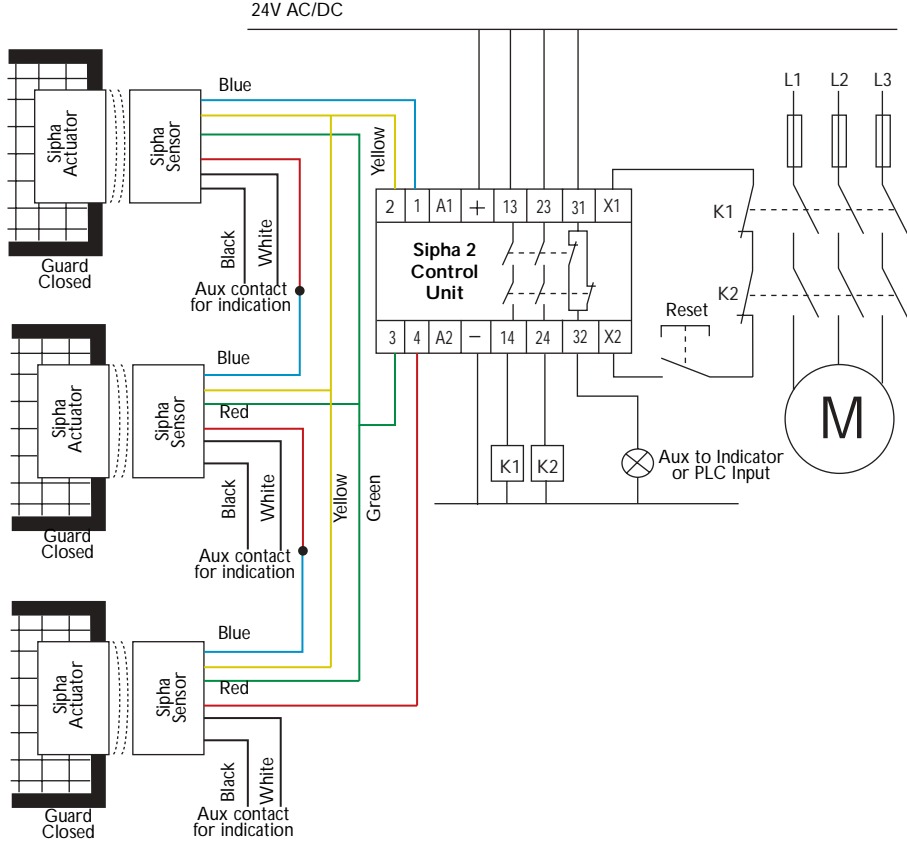 24V AC/DC
Blue
Yellow
Sipha
Actuator
Sipha
Sensor
Black
White
Guard
Closed
Aux contact
for indication
2 1 A1 + 13 23 31 X1
Sipha 2
Control
Unit
3 4 A2 − 14 24 32 X2
L1 L2 L3
K1
K2
Reset
M
K1 K2
Aux to Indicator
or PLC Input
Blue
Red
Sipha
Actuator
Sipha
Sensor
Black
White
Yellow
Green
Guard
Closed
Aux contact
for indication
Blue
Red
Sipha
Actuator
Sipha
Sensor
Black
White
Guard
Closed
Aux contact
for indication